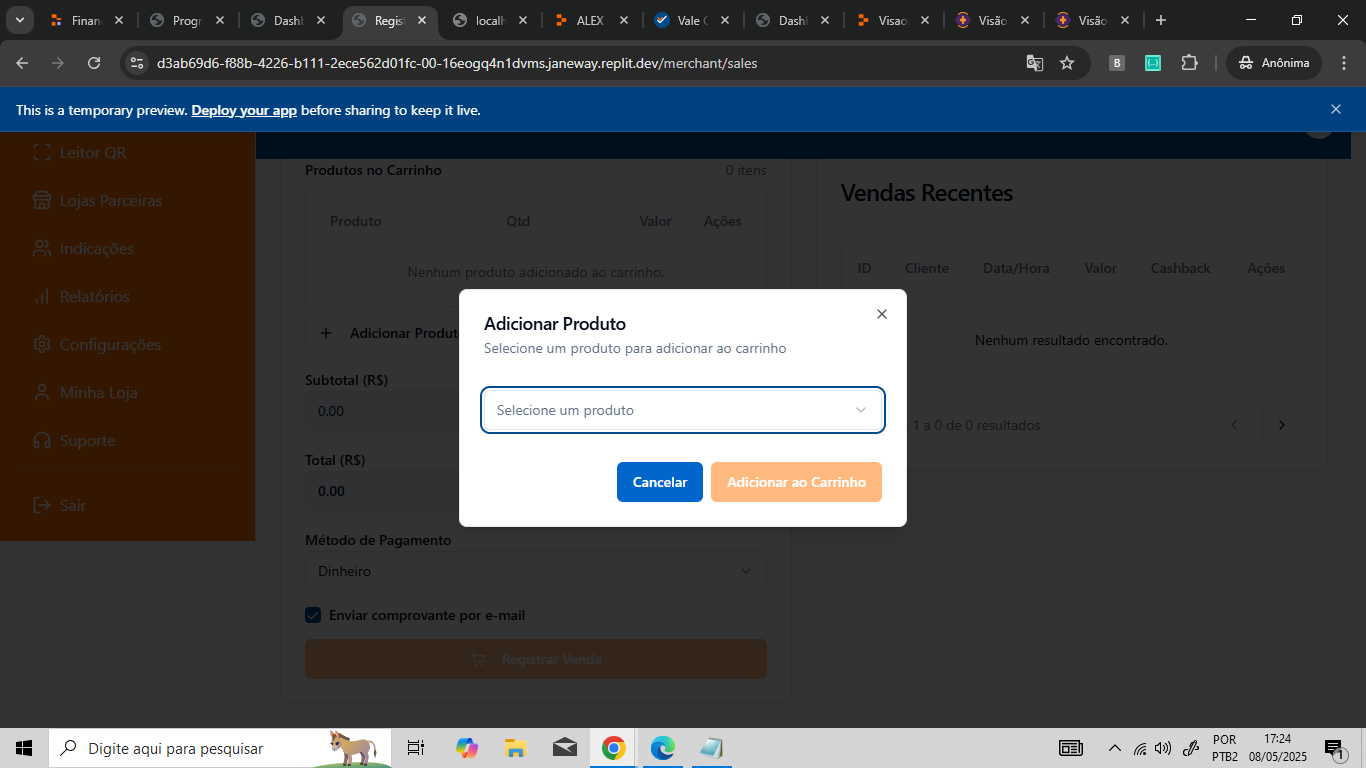 Finan
Progr
Dashb
Regist
localh
ALEX
Vale C
Dashb
Visao
Visão
Visão
d3ab69d6-f88b-4226-b111-2ece562d01fc-00-16eogq4n1dvms.janeway.replit.dev/merchant/sales
B
Anônima
This is a temporary preview. Deploy your app before sharing to keep it live.
Leitor QR
Lojas Parceiras
Indicações
Relatórios
Configurações
Minha Loja
Suporte
Sair
Produtos no Carrinho 0 itens
Produto Qtd Valor Ações
Nenhum produto adicionado ao carrinho.
Adicionar Produt
Subtotal (R$)
0.00
Total (R$)
0.00
Método de Pagamento
Dinheiro
Enviar comprovante por e-mail
Registrar Venda
Vendas Recentes
ID Cliente Data/Hora Valor Cashback Ações
Nenhum resultado encontrado.
1 a 0 de 0 resultados
Adicionar Produto
Selecione um produto para adicionar ao carrinho
Selecione um produto
Cancelar Adicionar ao Carrinho
Digite aqui para pesquisar
POR
PTB2
17:24
08/05/2025
1